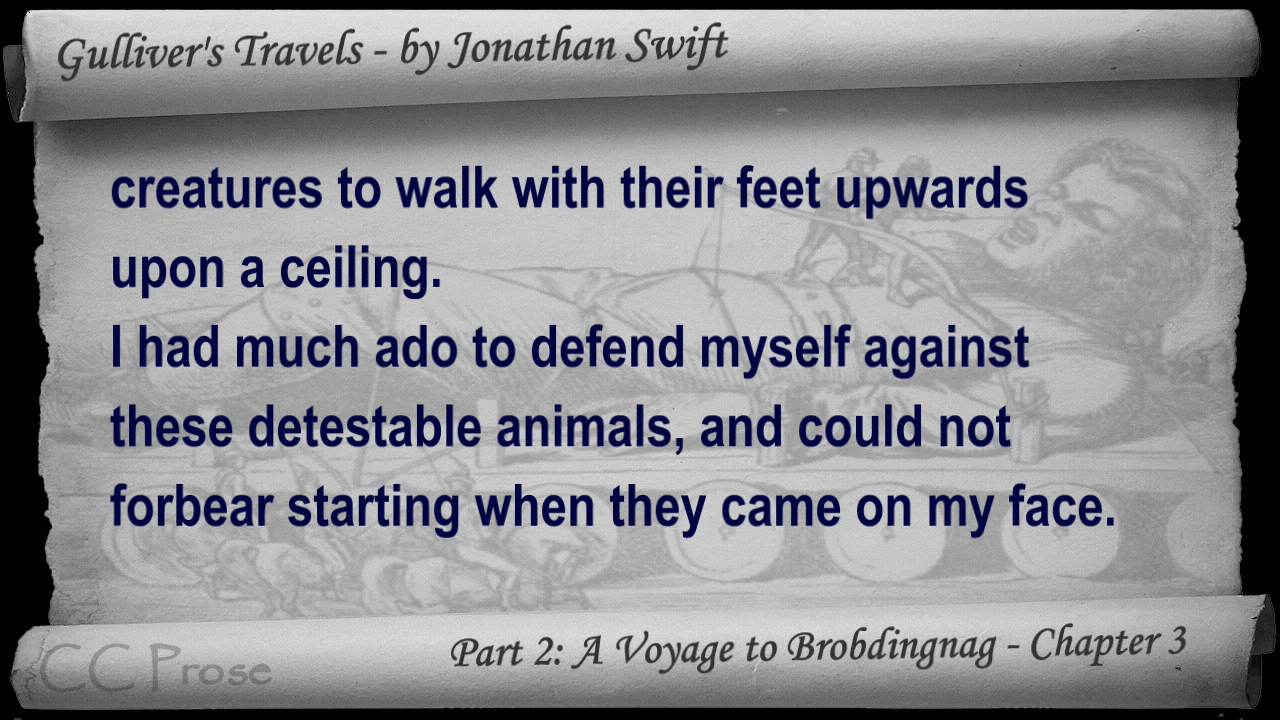 Gulliver's Travels - by Jonathan Swift
creatures to walk with their feet upwards
upon a ceiling.
I had much ado to defend myself against
these detestable animals, and could not
forbear starting when they came on my face.
Part 2: A Voyage to Brobdingnag - Chapter 3
CC Prose